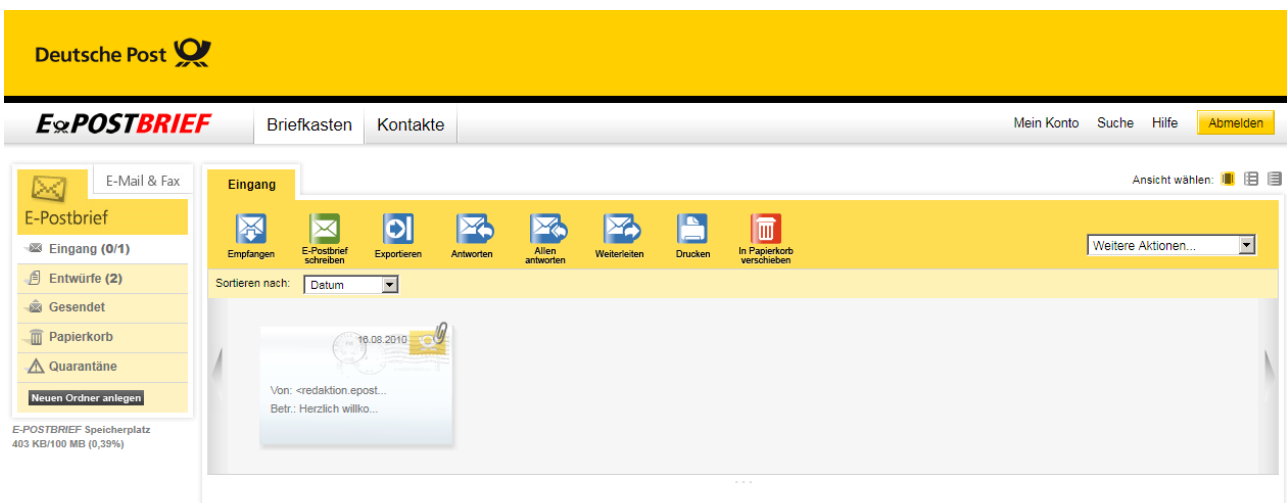 Deutsche Post
E POSTBRIEF
Briefkasten
Kontakte
Mein Konto
Suche
Hilfe
Abmelden
E-Mail & Fax
E-Postbrief
Eingang (0/1)
Entwürfe (2)
Gesendet
Papierkorb
Quarantäne
Neuen Ordner anlegen
E-POSTBRIEF Speicherplatz
403 KB/100 MB (0,39%)
Eingang
Ansicht wählen:
Empfangen
E-Postbrief
schreiben
Exportieren
Antworten
Allen
antworten
Weiterleiten
Drucken
In Papierkorb
verschieben
Weitere Aktionen...
Sortieren nach:
Datum
16.08.2010
Von: <redaktion.epost...
Betr.: Herzlich willko...